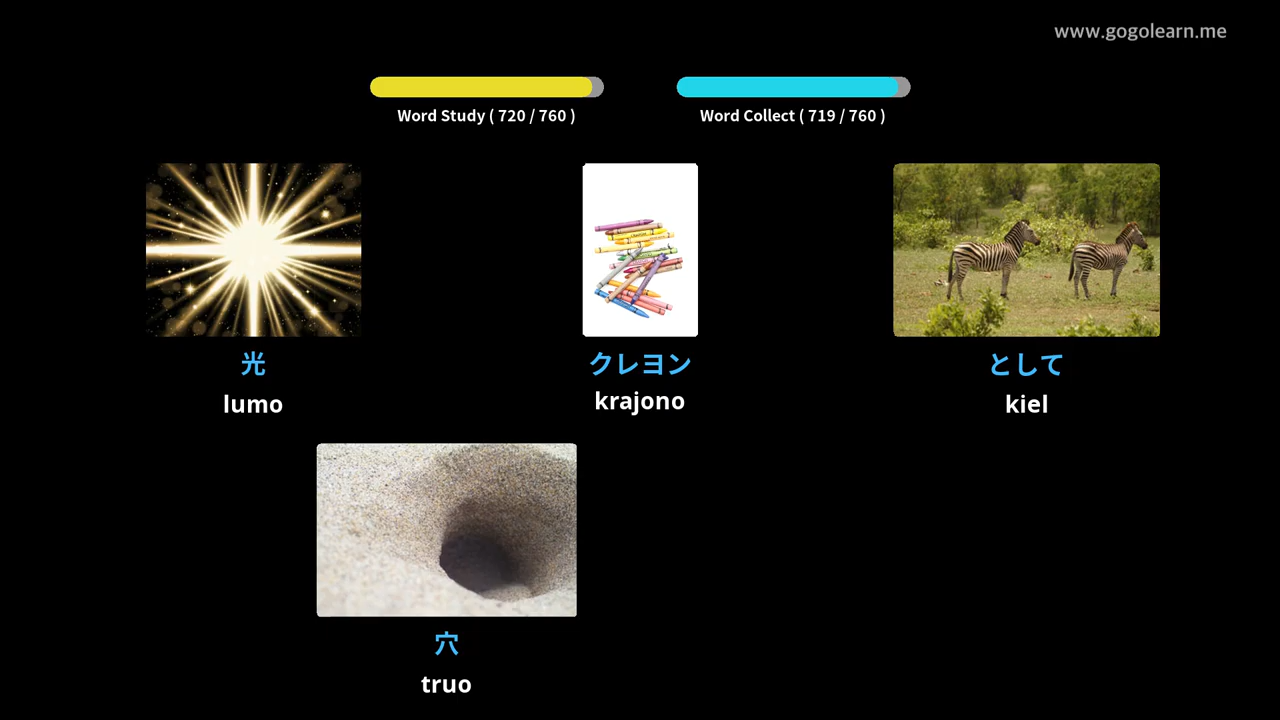 www.gogolearn.me
Word Study ( 720 / 760 )
Word Collect ( 719 / 760 )
光
lumo
クレヨン
krajono
として
kiel
穴
truo